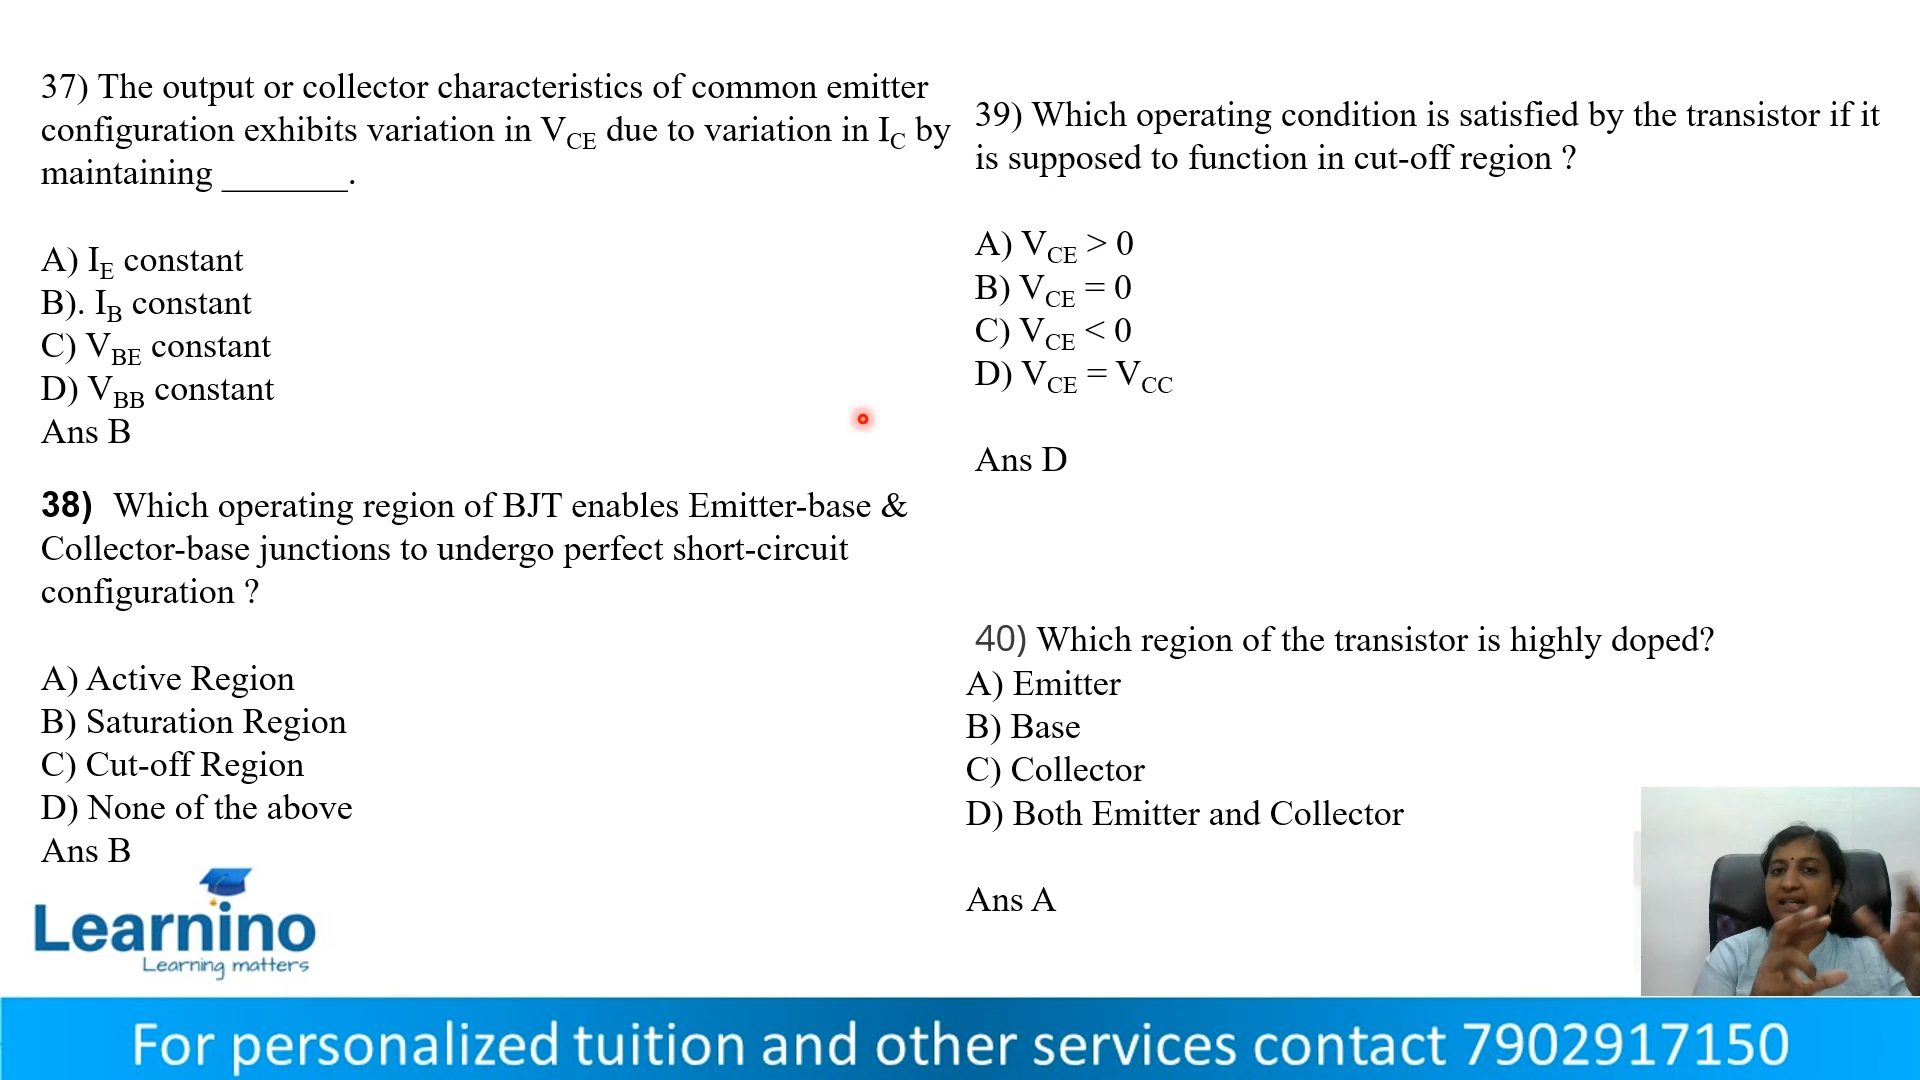 37) The output or collector characteristics of common emitter
configuration exhibits variation in VCE due to variation in IC by
maintaining _______.
A) IE constant
B). IB constant
C) VBE constant
D) VBB constant
Ans B
38) Which operating region of BJT enables Emitter-base &
Collector-base junctions to undergo perfect short-circuit
configuration ?
A) Active Region
B) Saturation Region
C) Cut-off Region
D) None of the above
Ans B
39) Which operating condition is satisfied by the transistor if it
is supposed to function in cut-off region ?
A) VCE > 0
B) VCE = 0
C) VCE < 0
D) VCE = VCC
Ans D
40) Which region of the transistor is highly doped?
A) Emitter
B) Base
C) Collector
D) Both Emitter and Collector
Ans A
Learnino
Learning matters
For personalized tuition and other services contact 7902917150